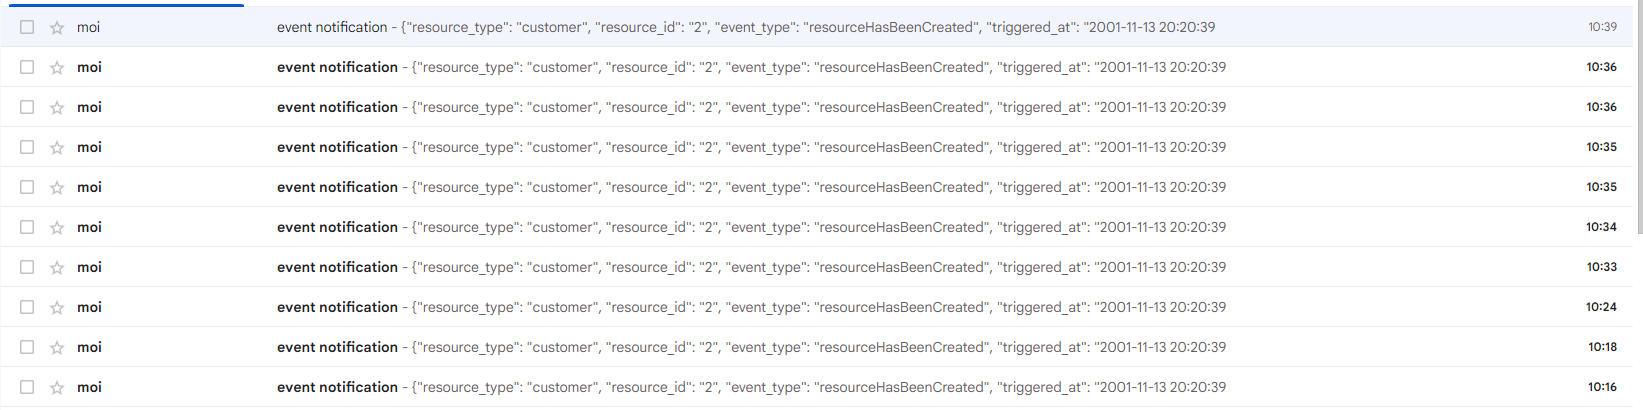 moi event notification - {"resource_type": "customer", "resource_id": "2", "event_type": "resourceHasBeenCreated", "triggered_at": "2001-11-13 20:20:39 10:39
moi event notification - {"resource_type": "customer", "resource_id": "2", "event_type": "resourceHasBeenCreated", "triggered_at": "2001-11-13 20:20:39 10:36
moi event notification - {"resource_type": "customer", "resource_id": "2", "event_type": "resourceHasBeenCreated", "triggered_at": "2001-11-13 20:20:39 10:36
moi event notification - {"resource_type": "customer", "resource_id": "2", "event_type": "resourceHasBeenCreated", "triggered_at": "2001-11-13 20:20:39 10:35
moi event notification - {"resource_type": "customer", "resource_id": "2", "event_type": "resourceHasBeenCreated", "triggered_at": "2001-11-13 20:20:39 10:35
moi event notification - {"resource_type": "customer", "resource_id": "2", "event_type": "resourceHasBeenCreated", "triggered_at": "2001-11-13 20:20:39 10:34
moi event notification - {"resource_type": "customer", "resource_id": "2", "event_type": "resourceHasBeenCreated", "triggered_at": "2001-11-13 20:20:39 10:33
moi event notification - {"resource_type": "customer", "resource_id": "2", "event_type": "resourceHasBeenCreated", "triggered_at": "2001-11-13 20:20:39 10:24
moi event notification - {"resource_type": "customer", "resource_id": "2", "event_type": "resourceHasBeenCreated", "triggered_at": "2001-11-13 20:20:39 10:18
moi event notification - {"resource_type": "customer", "resource_id": "2", "event_type": "resourceHasBeenCreated", "triggered_at": "2001-11-13 20:20:39 10:16